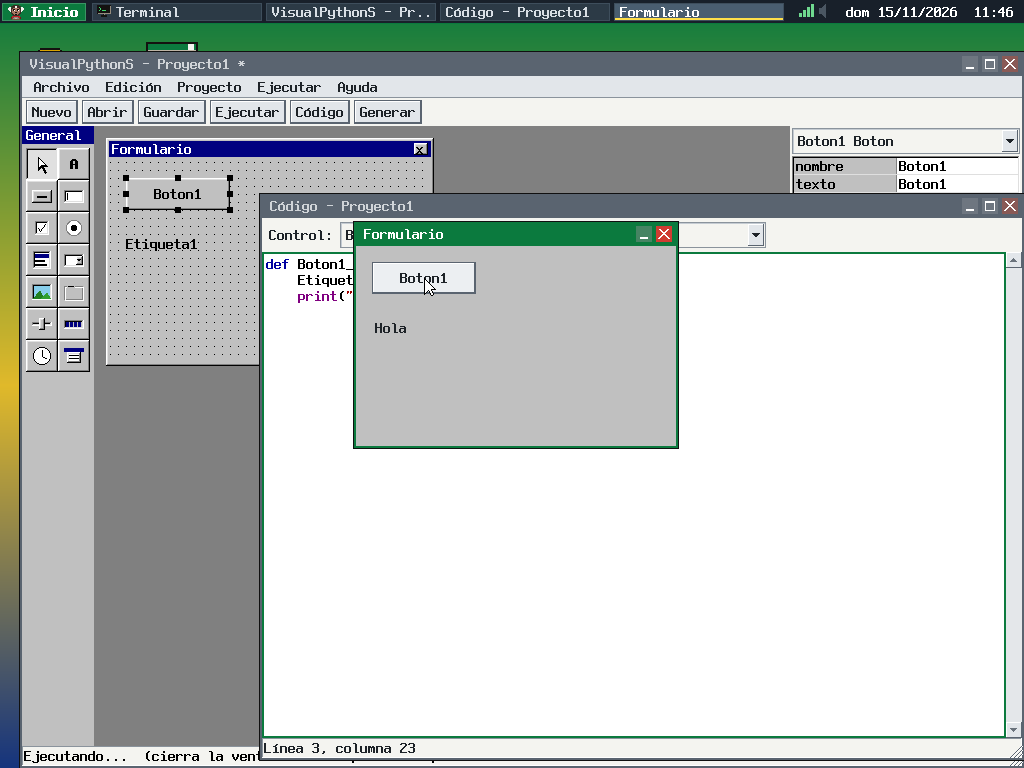 Inicio
Terminal
VisualPythonS - Pr..
Código - Proyecto1
Formulario
dom 15/11/2026 11:46
VisualPythonS - Proyecto1 *
Archivo Edición Proyecto Ejecutar Ayuda
Nuevo Abrir Guardar Ejecutar Código Generar
General
A
Formulario
Boton1
Etiqueta1
Boton1 Boton
nombre Boton1
texto Boton1
Código - Proyecto1
Control:
def Boton1_
Etiquet
print("
Formulario
Boton1
Hola
Línea 3, columna 23
Ejecutando... (cierra la